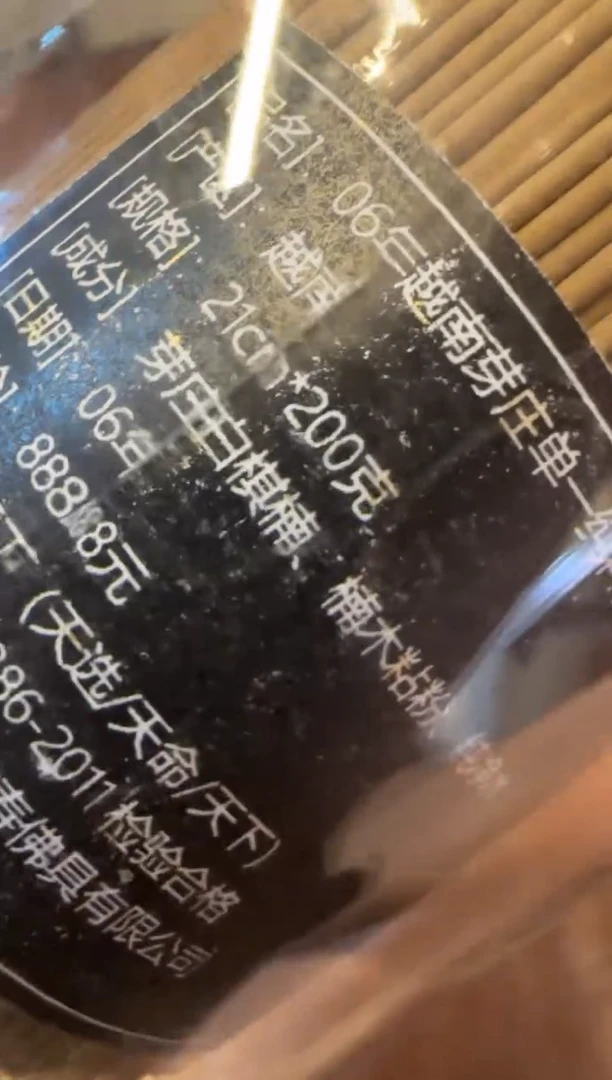 [品名] 06年越南芽庄单一
[产区] 越南
[规格] 21cm*200克
[成分] 芽庄白棋楠、楠木粘粉
[日期] 06年
888 8元
(天选/天命/天下)
86-2011检验合格
寿佛具有限公司